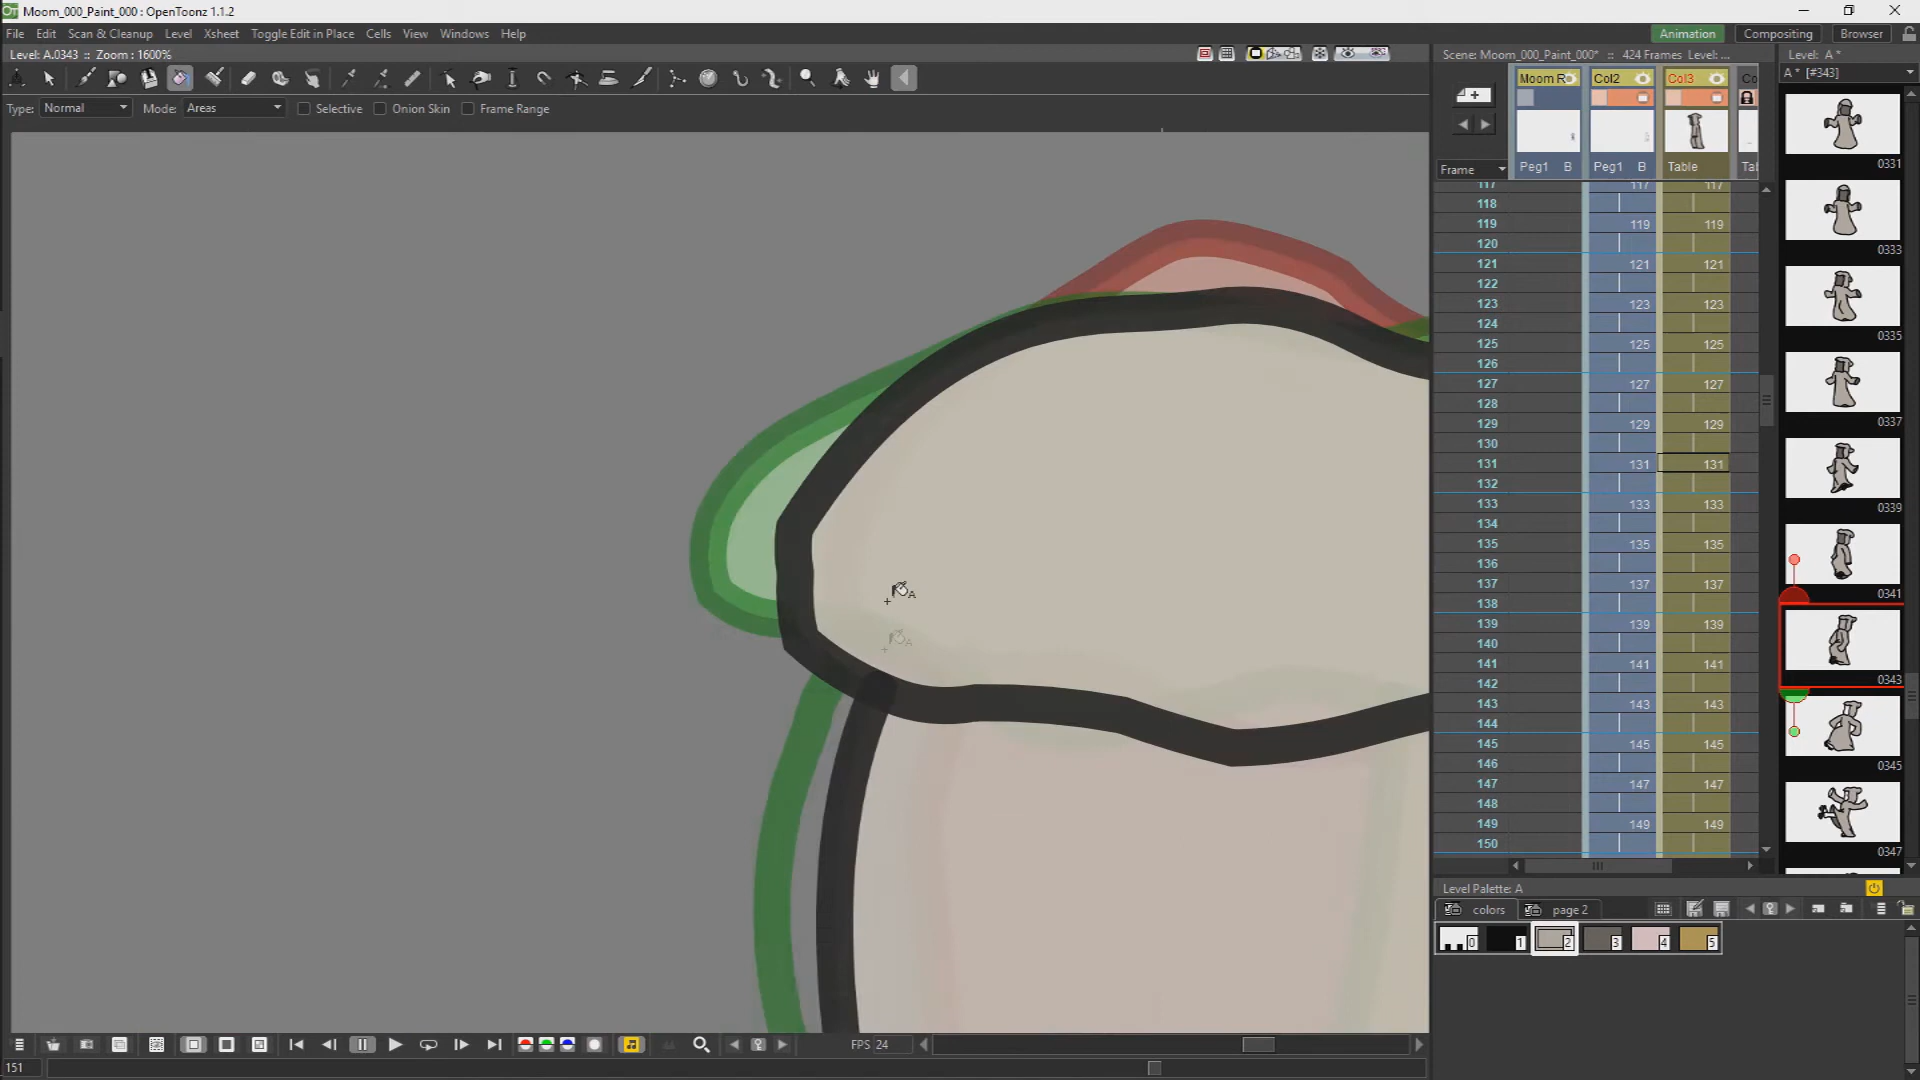 Moom_000_Paint_000 : OpenToonz 1.1.2
File Edit Scan & Cleanup Level Xsheet Toggle Edit in Place Cells View Windows Help
Level: A.0343 :: Zoom : 1600%
Type: Normal Mode: Areas Selective Onion Skin Frame Range
Animation Compositing Browser
Scene: Moom_000_Paint_000* :: 424 Frames Level: ...
Moom R Col2 Col3 Co
Peg1 B Peg1 B Table Tab
Frame
117 117 117
118
119 119 119
120
121 121 121
122
123 123 123
124
125 125 125
126
127 127 127
128
129 129 129
130
131 131 131
132
133 133 133
134
135 135 135
136
137 137 137
138
139 139 139
140
141 141 141
142
143 143 143
144
145 145 145
146
147 147 147
148
149 149 149
150
Level: A *
A * [#343]
0331
0333
0335
0337
0339
0341
0343
0345
0347
Level Palette: A
colors page 2
0 1 2 3 4 5
A
A
FPS 24
151